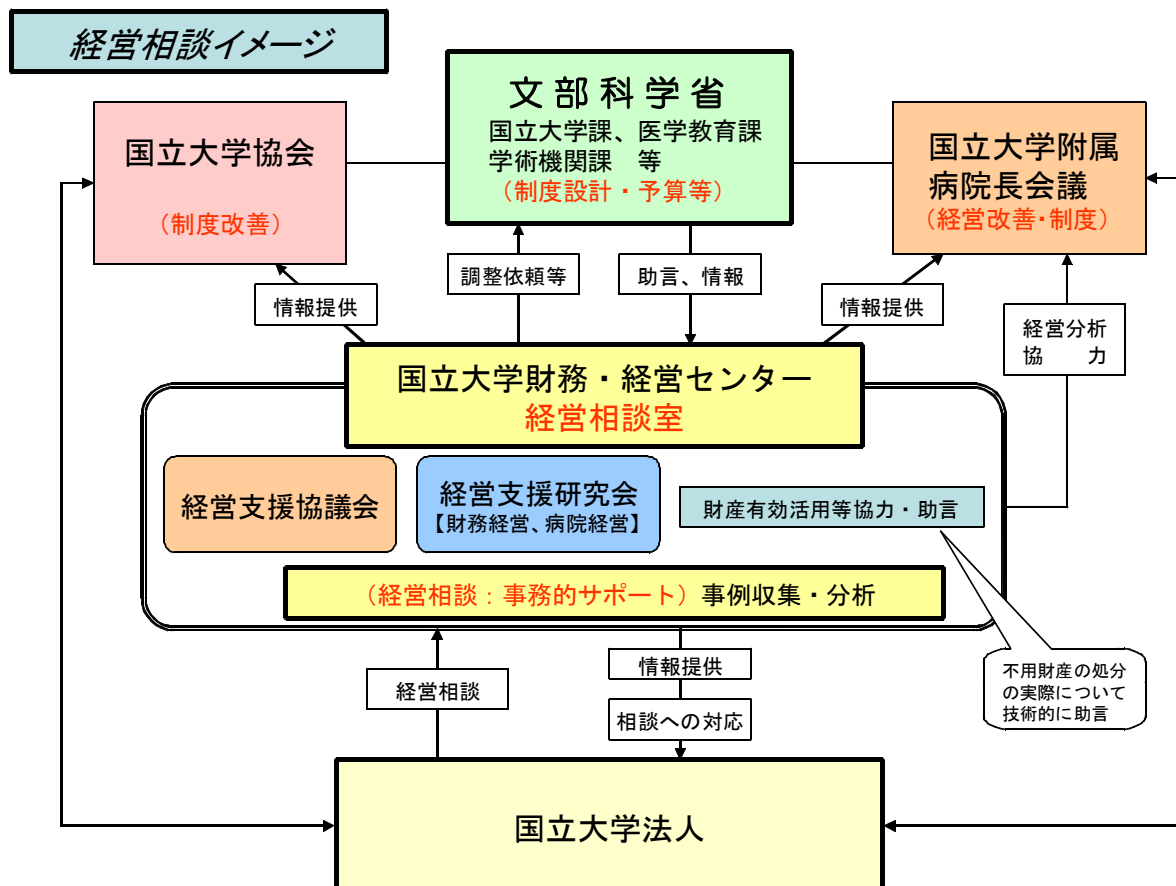 経営相談イメージ
文部科学省
国立大学課、医学教育課
学術機関課　等
（制度設計・予算等）
国立大学協会
（制度改善）
国立大学附属
病院長会議
（経営改善・制度）
情報提供
調整依頼等
助言、情報
情報提供
経営分析
協　　力
国立大学財務・経営センター
経営相談室
経営支援協議会
経営支援研究会
【財務経営、病院経営】
財産有効活用等協力・助言
（経営相談：事務的サポート）事例収集・分析
経営相談
情報提供
相談への対応
不用財産の処分
の実際について
技術的に助言
国立大学法人